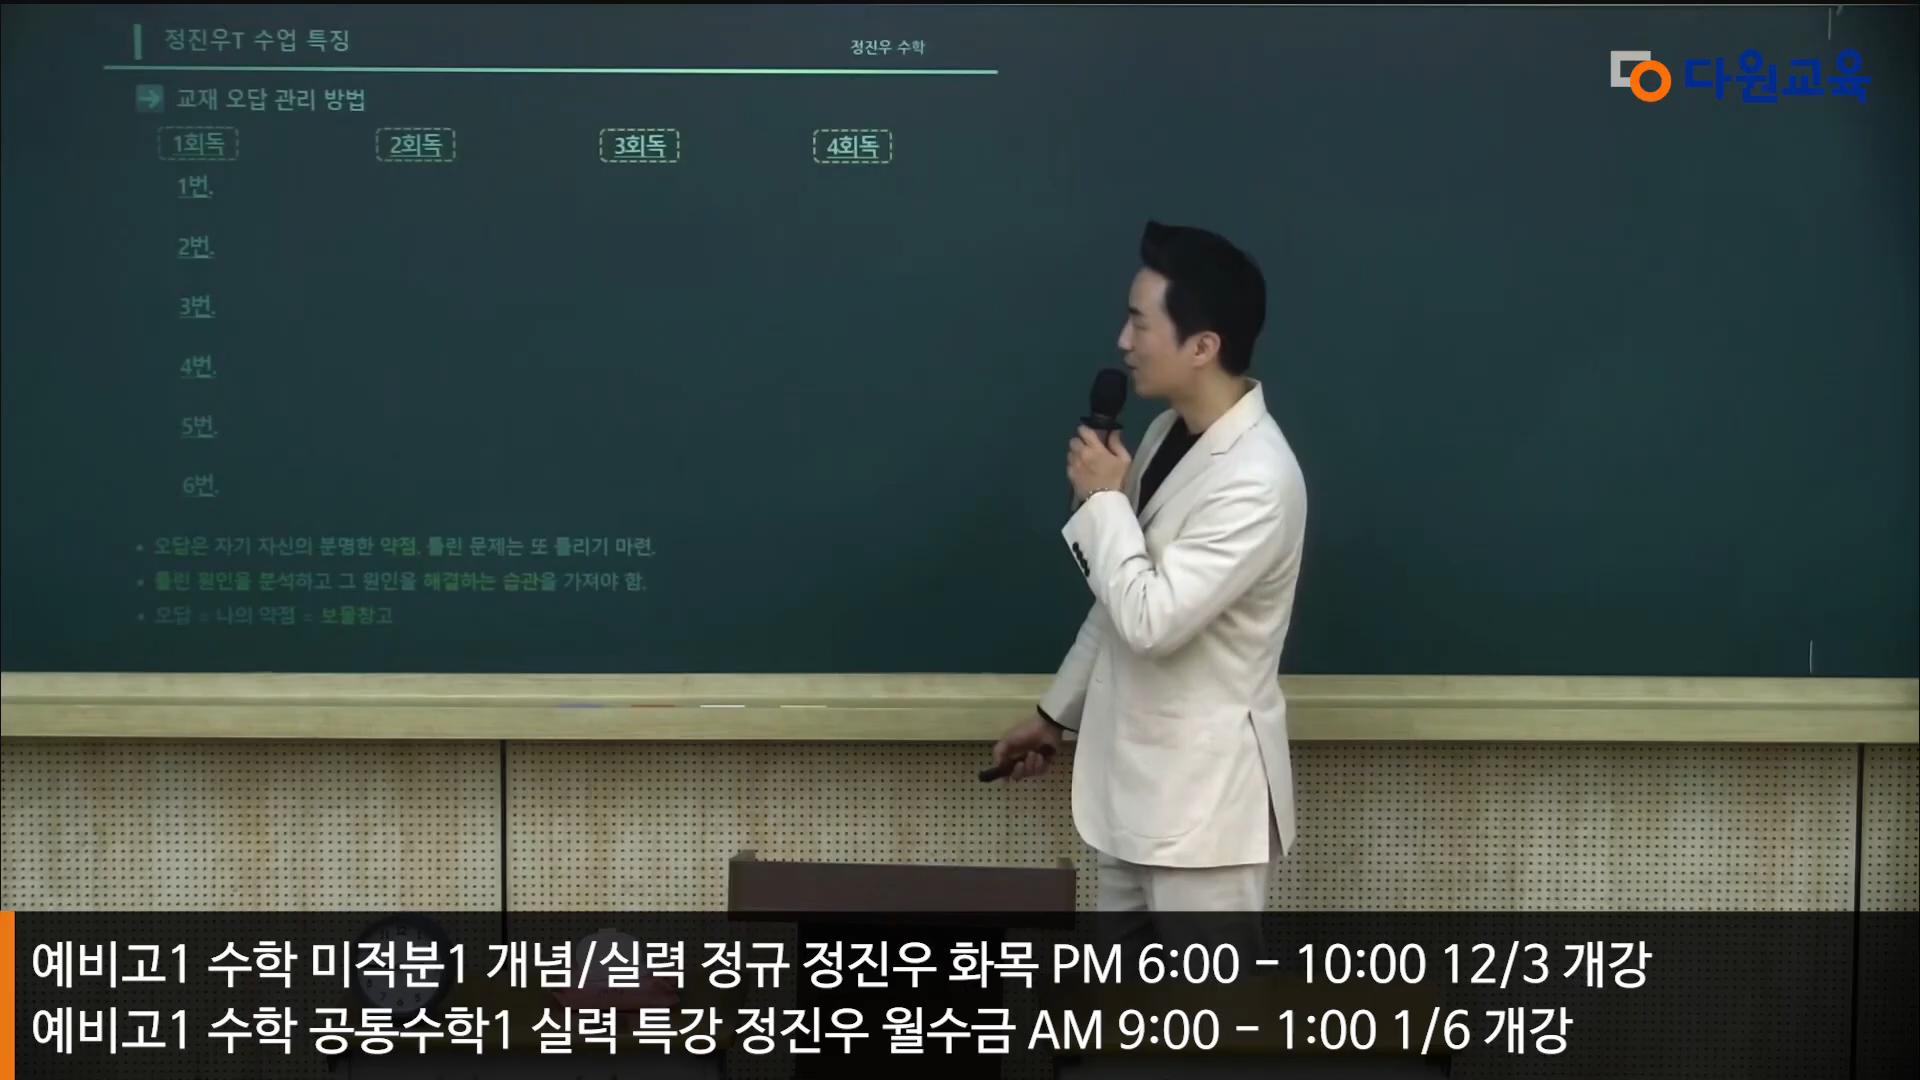 정진우T 수업 특징
정진우 수학
다원교육
교재 오답 관리 방법
1회독 2회독 3회독 4회독
1번.
2번.
3번.
4번.
5번.
6번.
• 오답은 자기 자신의 분명한 약점. 틀린 문제는 또 틀리기 마련.
• 틀린 원인을 분석하고 그 원인을 해결하는 습관을 가져야 함.
• 오답 = 나의 약점 = 보물창고
예비고1 수학 미적분1 개념/실력 정규 정진우 화목 PM 6:00 - 10:00 12/3 개강
예비고1 수학 공통수학1 실력 특강 정진우 월수금 AM 9:00 - 1:00 1/6 개강